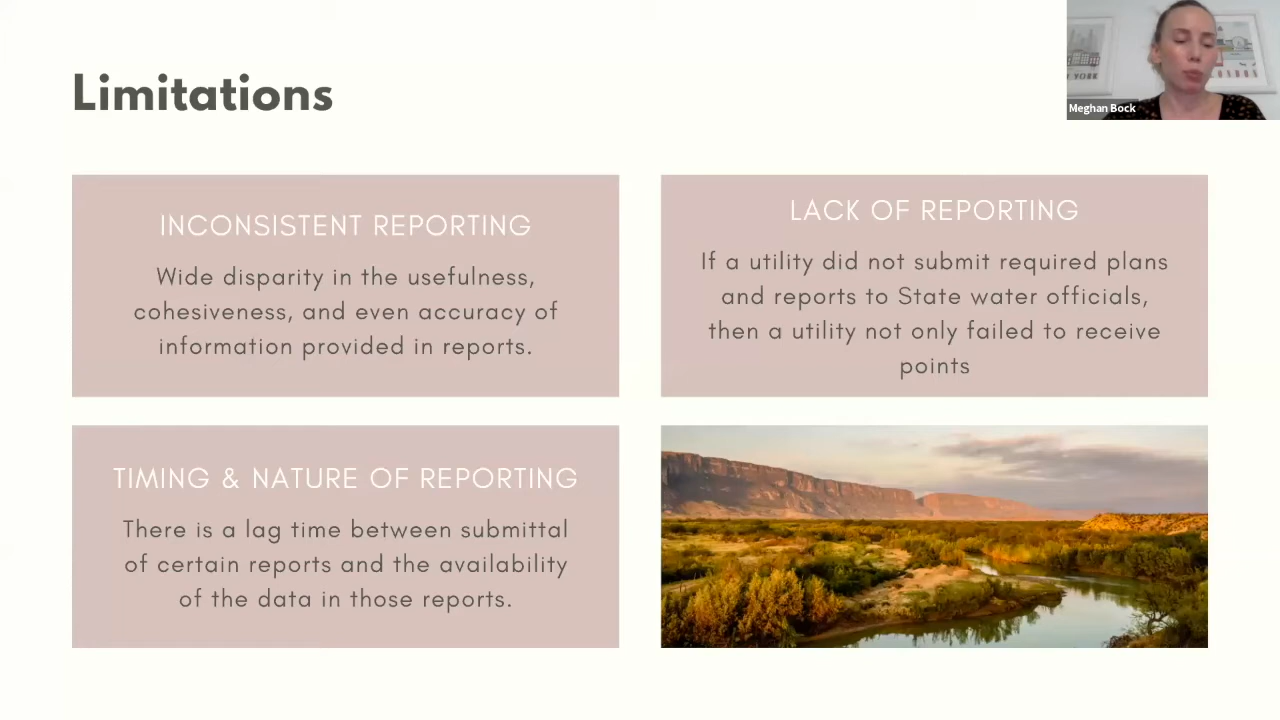 Limitations
Meghan Bock
INCONSISTENT REPORTING
Wide disparity in the usefulness,
cohesiveness, and even accuracy of
information provided in reports.
LACK OF REPORTING
If a utility did not submit required plans
and reports to State water officials,
then a utility not only failed to receive
points
TIMING & NATURE OF REPORTING
There is a lag time between submittal
of certain reports and the availability
of the data in those reports.
YORK